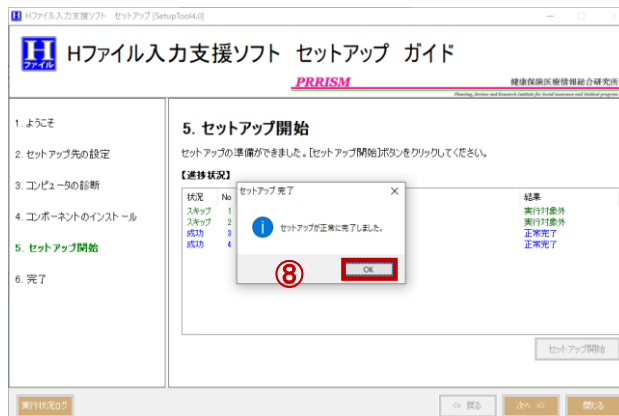 Hファイル入力支援ソフト セットアップ [SetupTool4.0]
H
ファイル
Hファイル入力支援ソフト セットアップ ガイド
PRRISM
健康保険医療情報総合研究所
Planning, Review and Research Institute for Social insurance and Medical program
1. ようこそ
2. セットアップ先の設定
3. コンピュータの診断
4. コンポーネントのインストール
5. セットアップ開始
6. 完了
5. セットアップ開始
セットアップの準備ができました。[セットアップ開始]ボタンをクリックしてください。
【進捗状況】
状況 No 結果
スキップ 1 実行対象外
スキップ 2 実行対象外
成功 3 正常完了
成功 4 正常完了
セットアップ 完了
セットアップが正常に完了しました。
⑧
OK
セットアップ開始
実行状況ログ
<< 戻る
次へ >>
閉じる